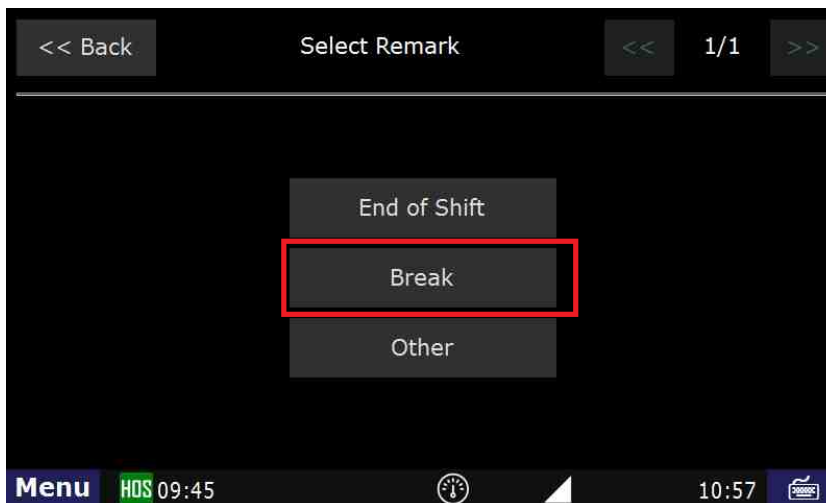 << Back Select Remark << 1/1 >>
End of Shift
Break
Other
Menu HOS 09:45 10:57